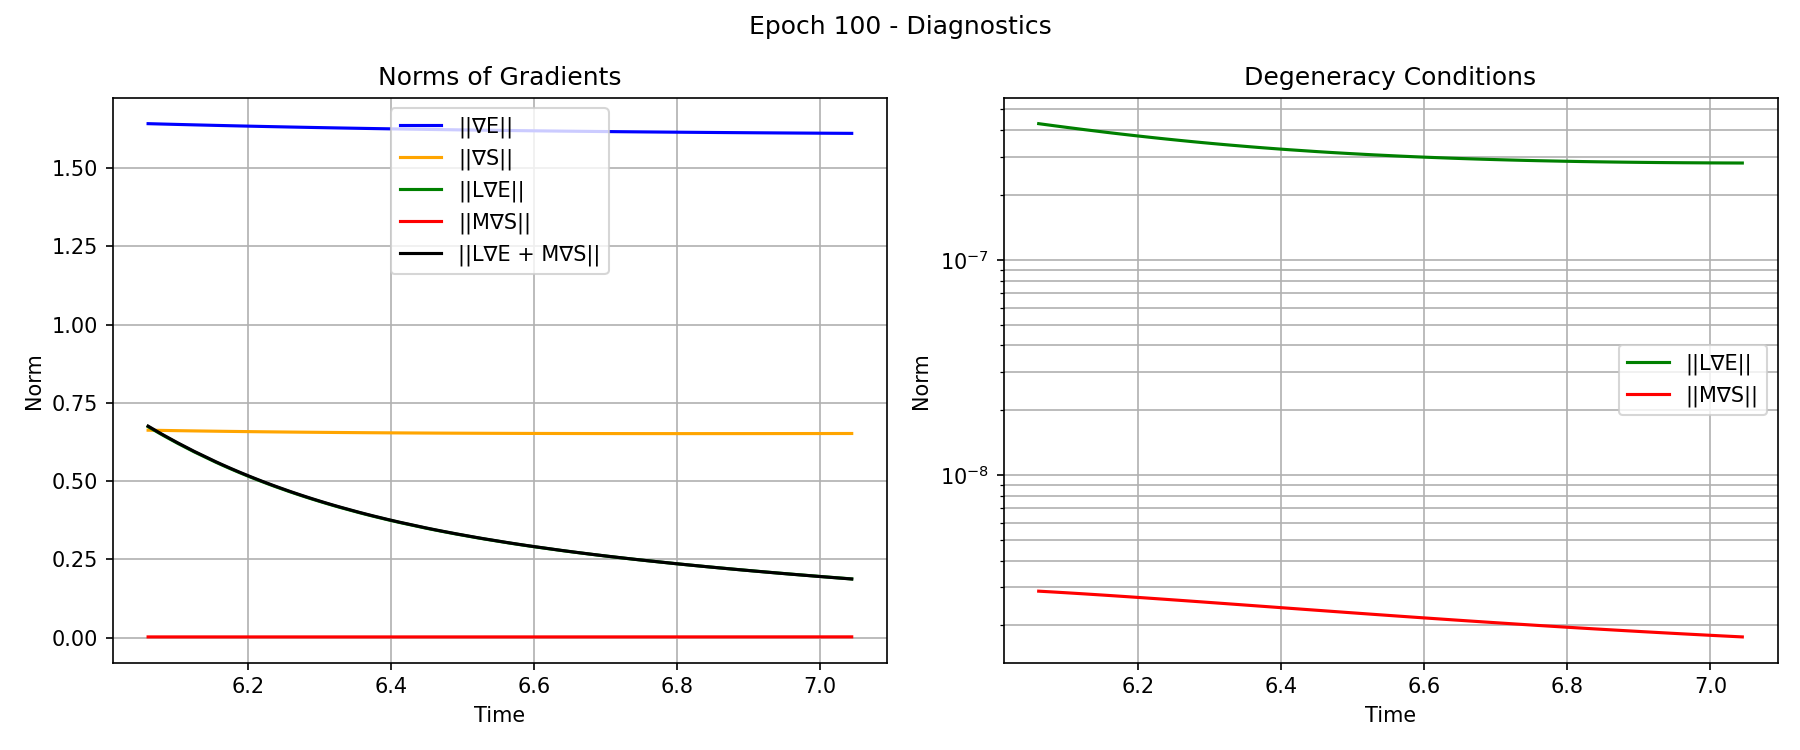 Epoch 100 - Diagnostics
Norms of Gradients
Norm
1.50
1.25
1.00
0.75
0.50
0.25
0.00
||∇E||
||∇S||
||L∇E||
||M∇S||
||L∇E + M∇S||
6.2 6.4 6.6 6.8 7.0
Time
Degeneracy Conditions
Norm
10⁻⁷
10⁻⁸
||L∇E||
||M∇S||
6.2 6.4 6.6 6.8 7.0
Time